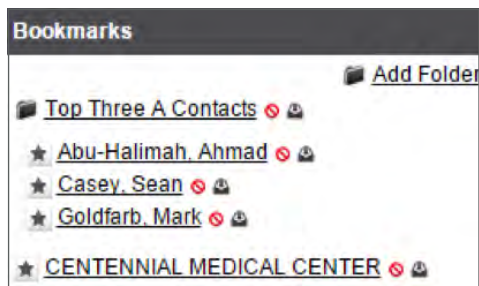 Bookmarks
Add Folder
Top Three A Contacts
Abu-Halimah, Ahmad
Casey, Sean
Goldfarb, Mark
CENTENNIAL MEDICAL CENTER